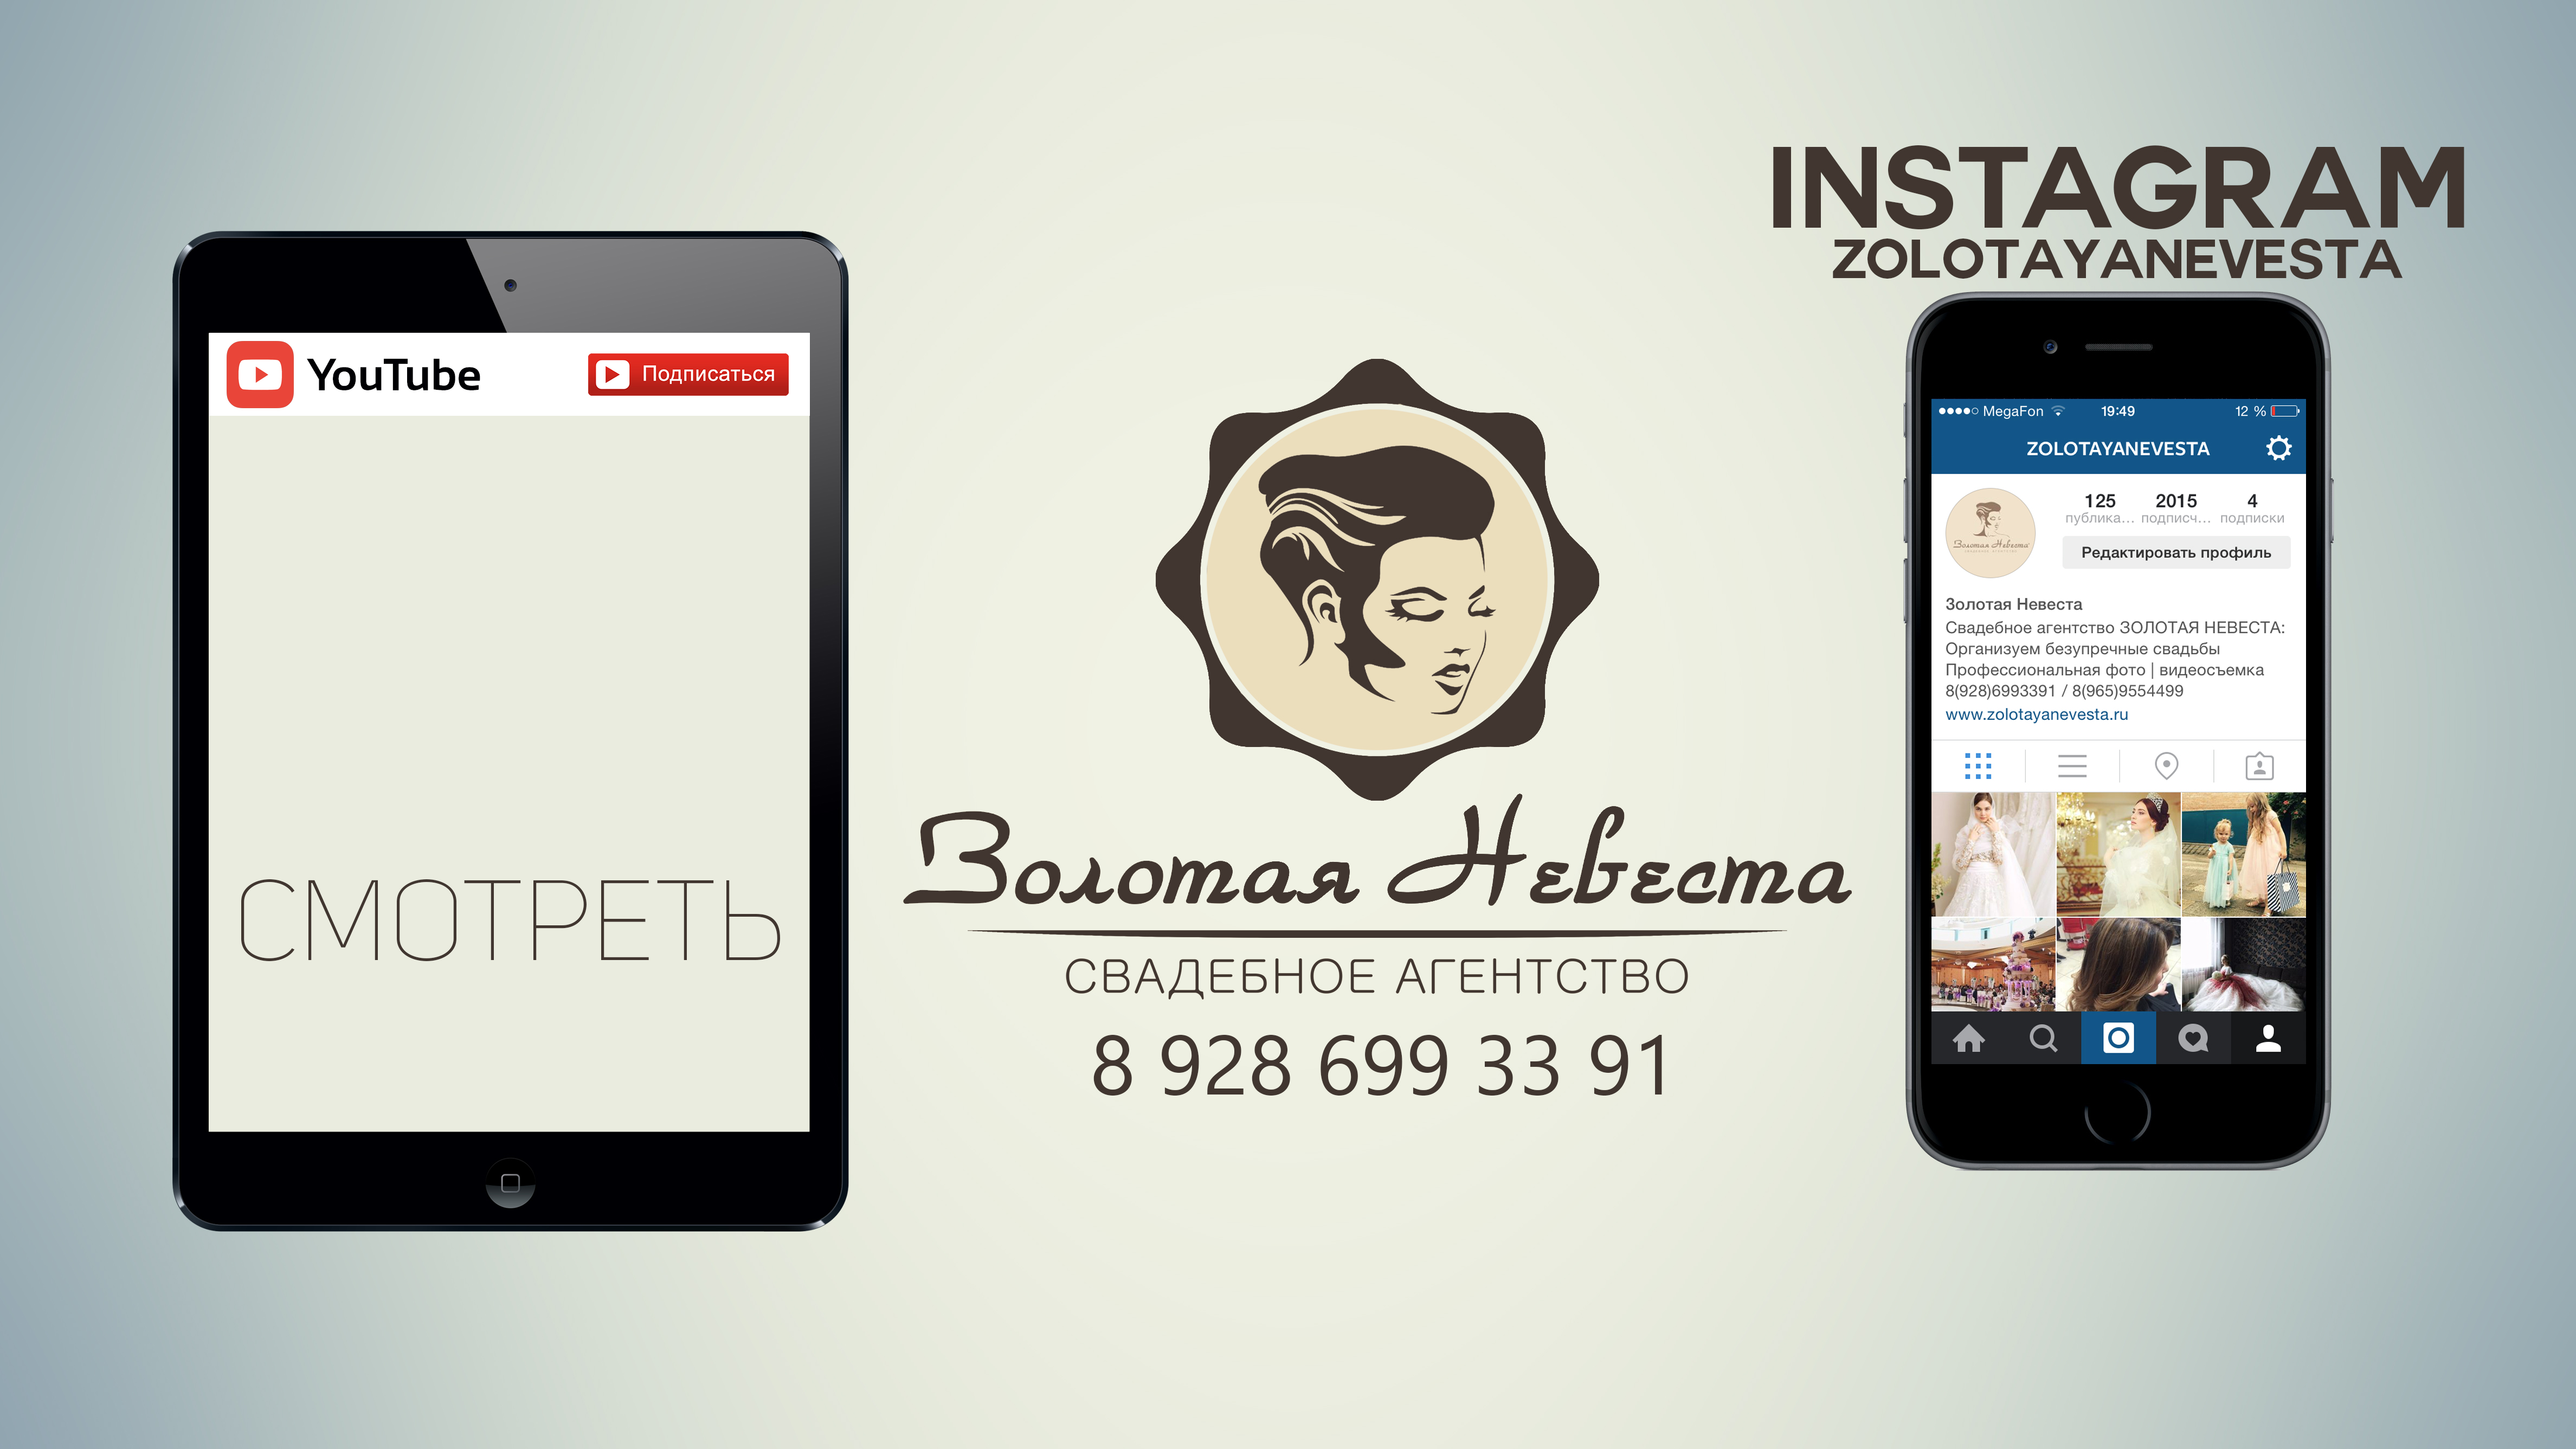 YouTube
Подписаться
СМОТРЕТЬ
Золотая Невеста
СВАДЕБНОЕ АГЕНТСТВО
8 928 699 33 91
INSTAGRAM
ZOLOTAYANEVESTA
MegaFon 19:49 12 %
ZOLOTAYANEVESTA
125 2015 4
публика... подписч... подписки
Золотая Невеста
Редактировать профиль
Золотая Невеста
Свадебное агентство ЗОЛОТАЯ НЕВЕСТА:
Организуем безупречные свадьбы
Профессиональная фото | видеосъемка
8(928)6993391 / 8(965)9554499
www.zolotayanevesta.ru